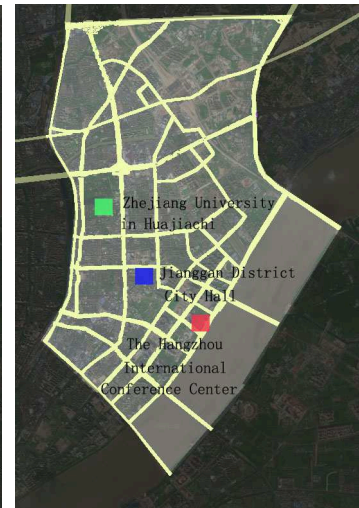 Zhejiang University
in Huajiachi
Jianggan District
City Hall
The Hangzhou
International
Conference Center